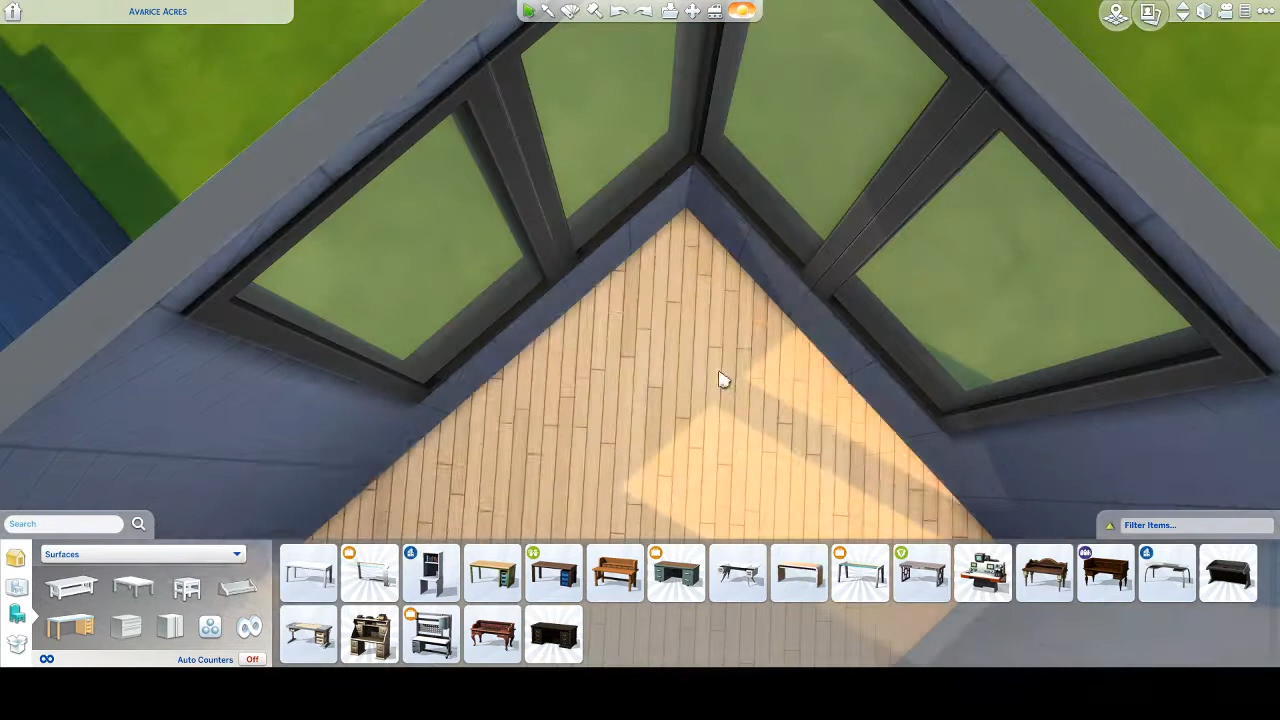 AVARICE ACRES
Search
Filter Items...
Surfaces
Auto Counters Off